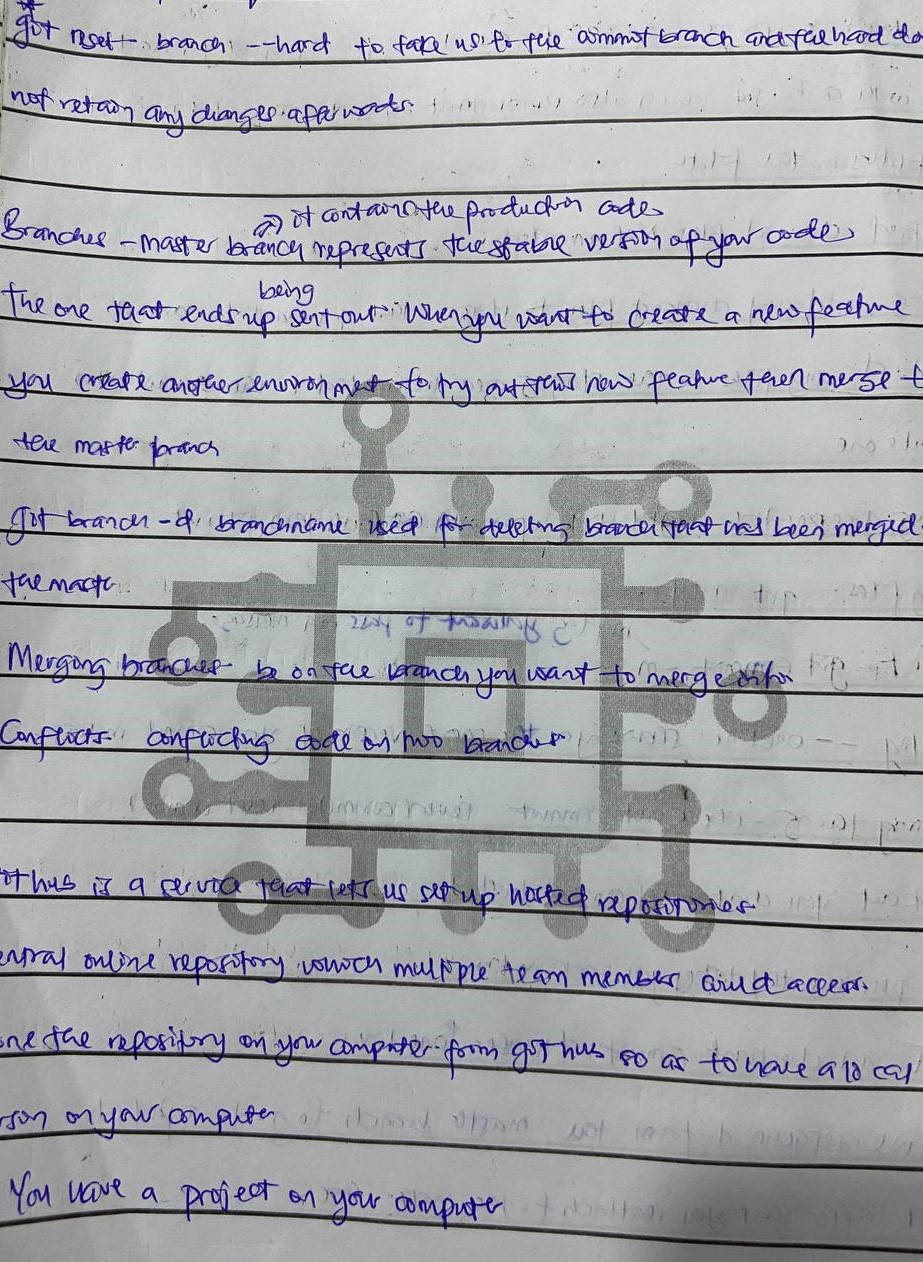 git reset branch --hard to take us to the commit branch and the hard do
not retain any changes afterwards.
it contains the production code
Branches - master branch represents the stable version of your code
being
The one that ends up sent out. When you want to create a new feature
you create another environment to try out this new feature then merge t
the master branch
git branch -d branchname used for deleting branch that has been merged
the master
Merging branches be on the branch you want to merge into
Conflicts conflicting code on two branches
ithub is a service that lets us set up hosted repositories
entral online repository which multiple team member could access.
one the repository on your computer from github so as to have a local
rsion on your computer
You have a project on your computer